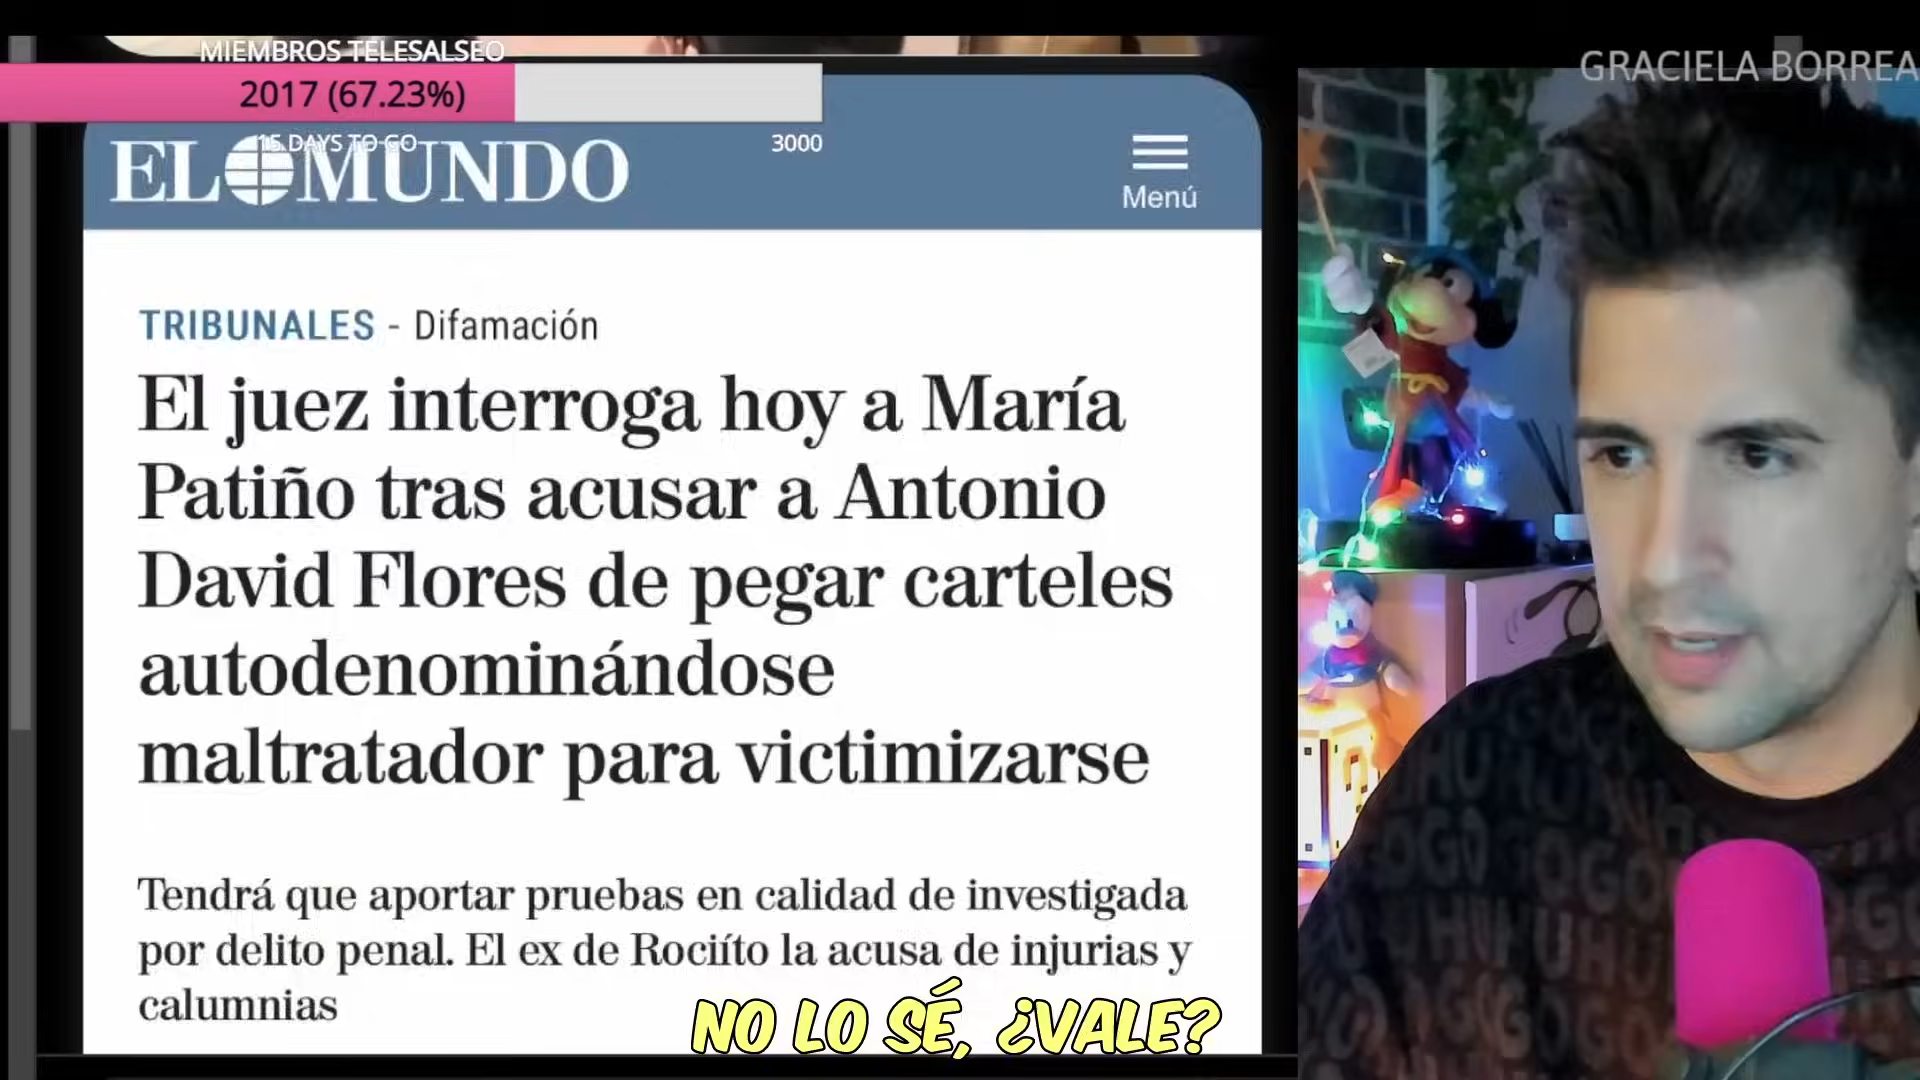 MIEMBROS TELESALSEO
GRACIELA BORREA
2017 (67.23%)
15 DAYS TO GO
3000
EL MUNDO
Menú
TRIBUNALES - Difamación
El juez interroga hoy a María
Patiño tras acusar a Antonio
David Flores de pegar carteles
autodenominándose
maltratador para victimizarse
Tendrá que aportar pruebas en calidad de investigada
por delito penal. El ex de Rociíto la acusa de injurias y
calumnias
NO LO SÉ, ¿VALE?